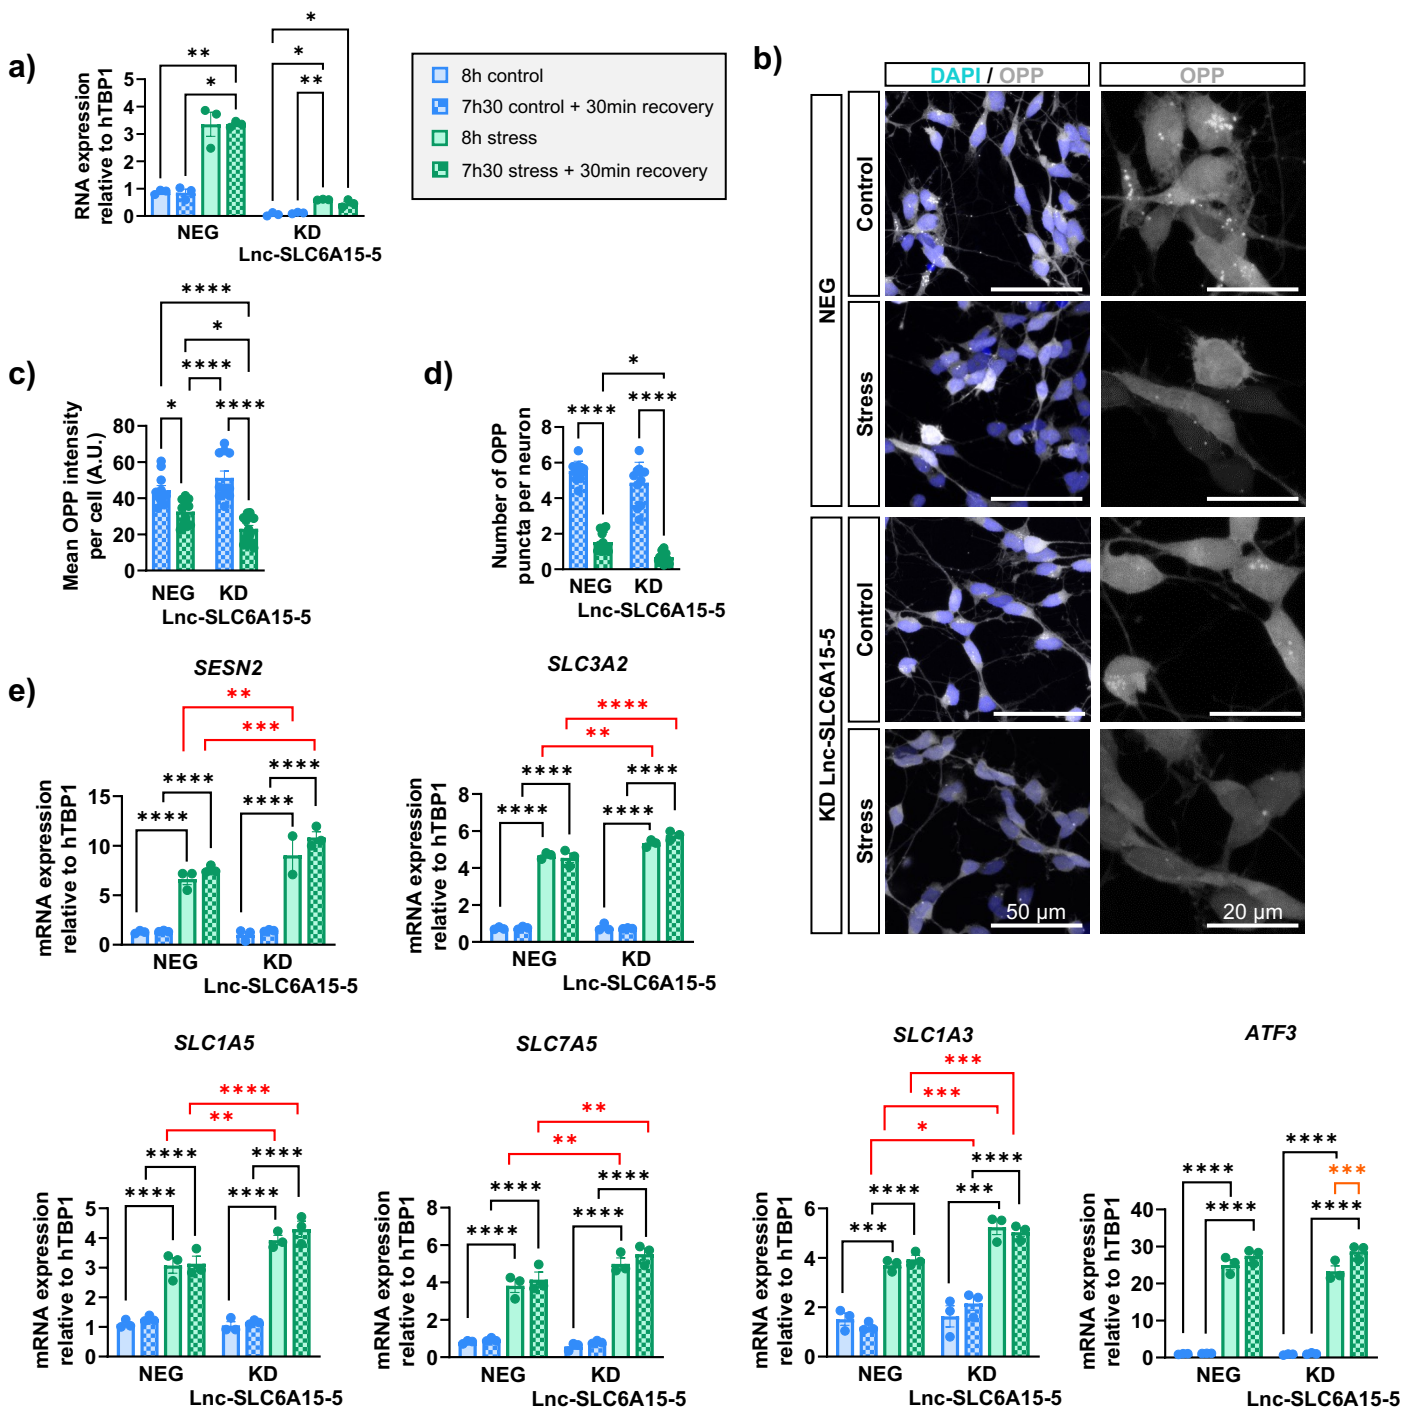 a)
RNA expression
relative to hTBP1
5
4
3
2
1
0
**
*
*
*
**
NEG
KD
Lnc-SLC6A15-5
8h control
7h30 control + 30min recovery
8h stress
7h30 stress + 30min recovery
b)
DAPI / OPP
OPP
NEG
Control
Stress
KD Lnc-SLC6A15-5
Control
Stress
50 µm
20 µm
c)
Mean OPP intensity
per cell (A.U.)
80
60
40
20
0
****
*
****
*
****
NEG
KD
Lnc-SLC6A15-5
d)
Number of OPP
puncta per neuron
8
6
4
2
0
*
****
****
NEG
KD
Lnc-SLC6A15-5
e)
SESN2
mRNA expression
relative to hTBP1
15
10
5
0
**
***
****
****
****
****
NEG
KD
Lnc-SLC6A15-5
SLC3A2
mRNA expression
relative to hTBP1
8
6
4
2
0
****
**
****
****
****
****
NEG
KD
Lnc-SLC6A15-5
SLC1A5
mRNA expression
relative to hTBP1
5
4
3
2
1
0
****
**
****
****
****
****
NEG
KD
Lnc-SLC6A15-5
SLC7A5
mRNA expression
relative to hTBP1
8
6
4
2
0
**
**
****
****
****
****
NEG
KD
Lnc-SLC6A15-5
SLC1A3
mRNA expression
relative to hTBP1
6
4
2
0
***
***
*
****
****
***
***
NEG
KD
Lnc-SLC6A15-5
ATF3
mRNA expression
relative to hTBP1
40
30
20
10
0
****
***
****
****
****
NEG
KD
Lnc-SLC6A15-5